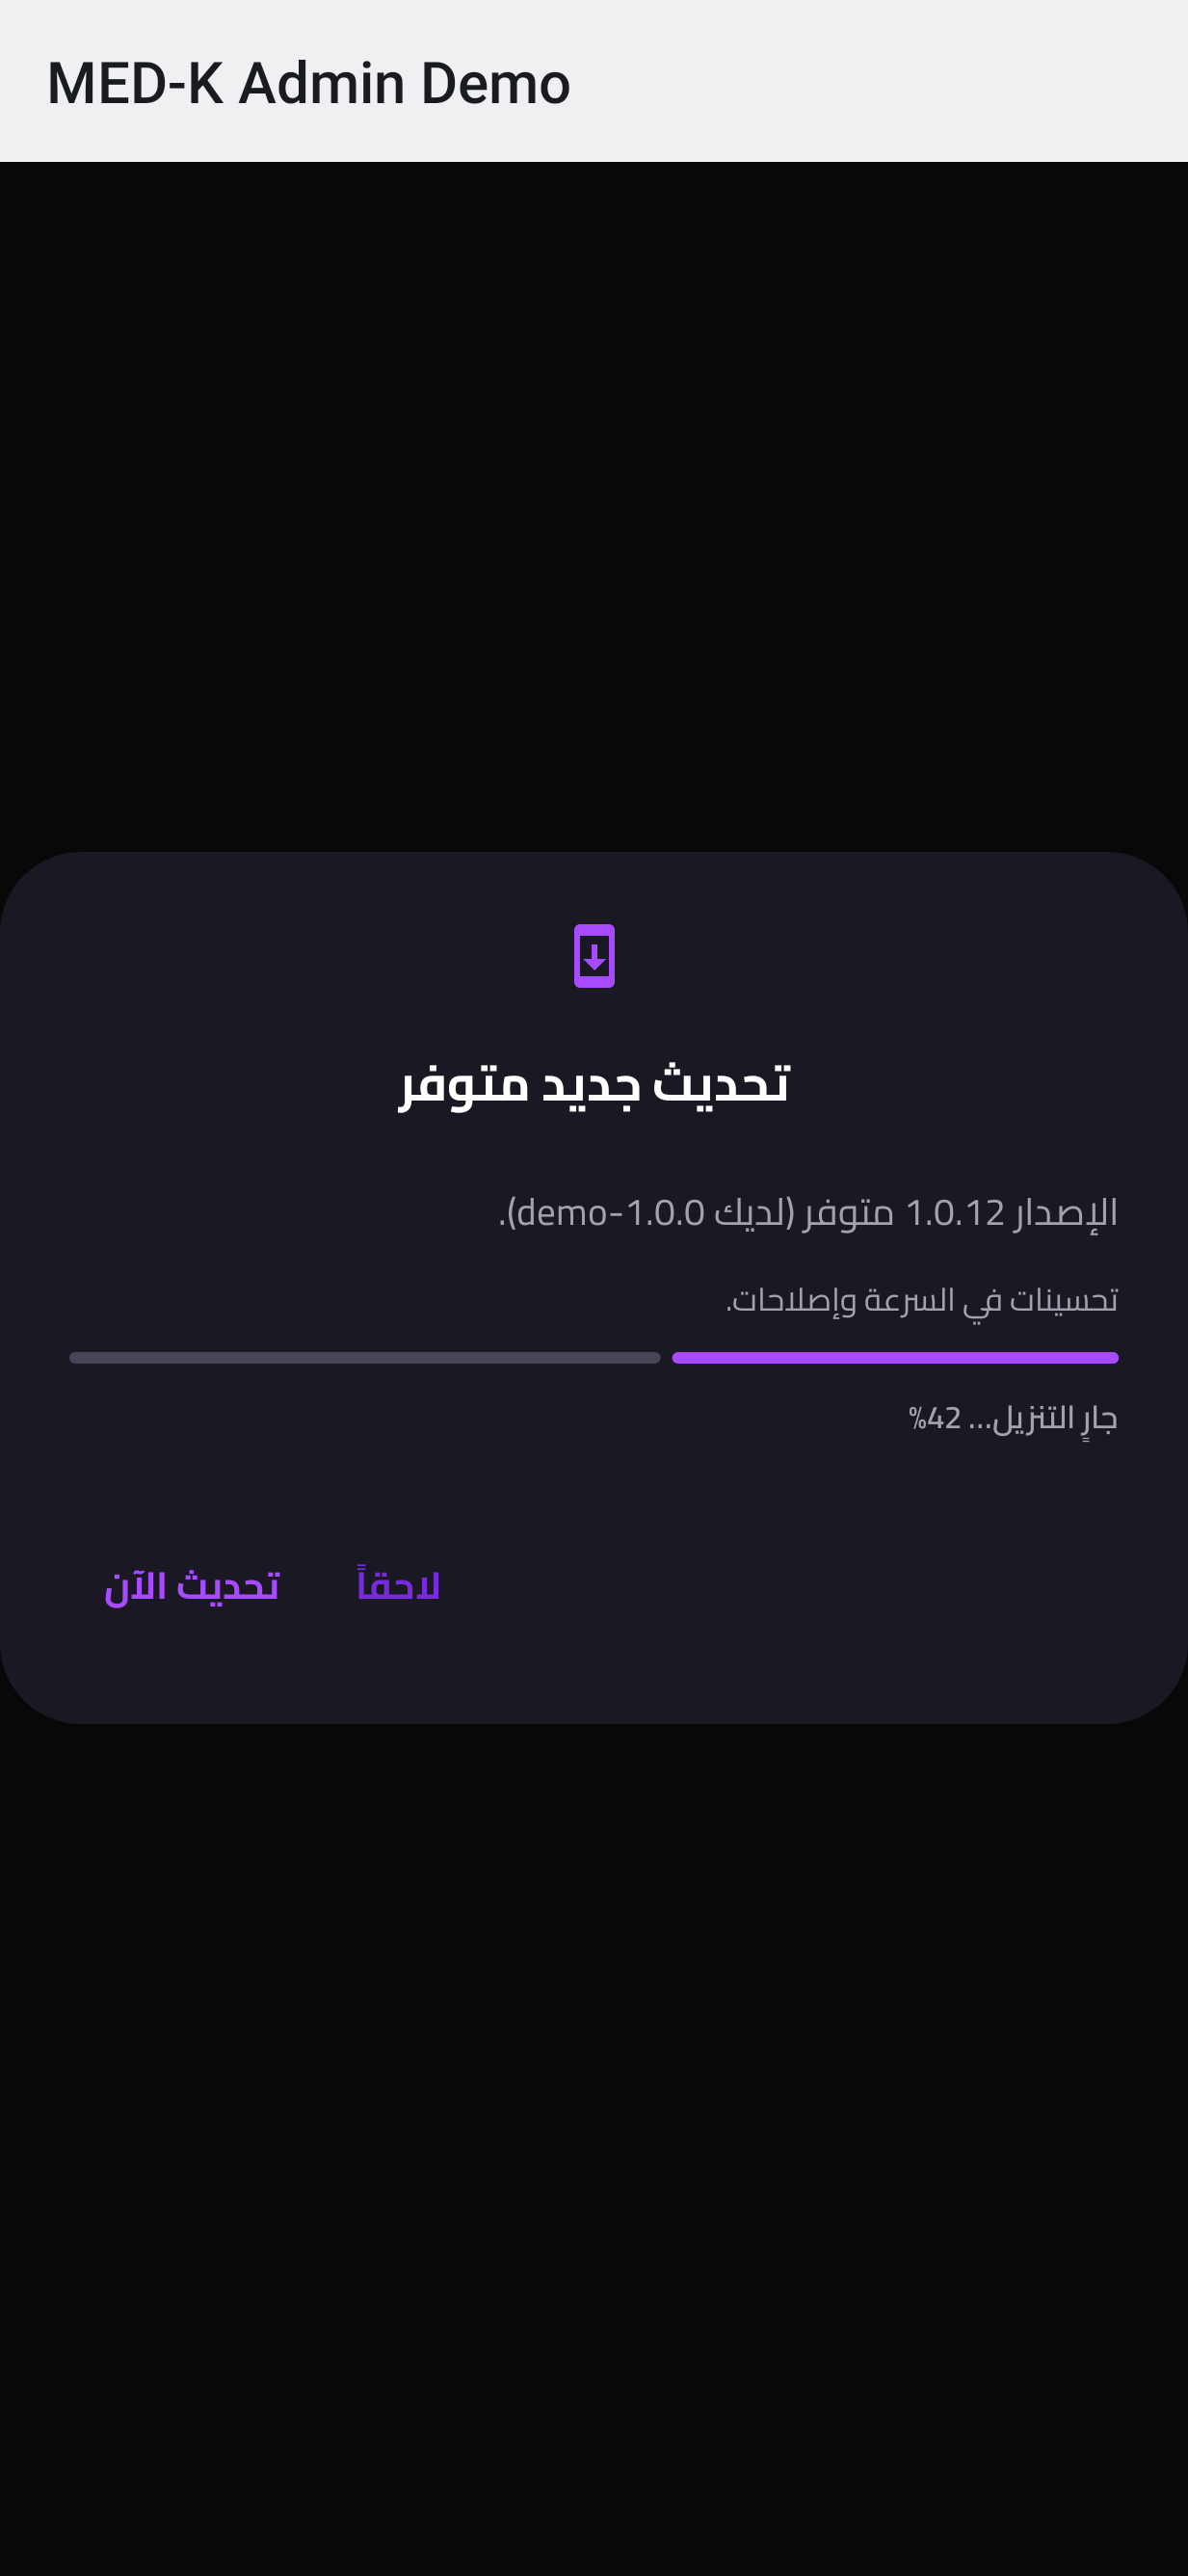 MED-K Admin Demo
تحديث جديد متوفر
الإصدار 1.0.12 متوفر (لديك demo-1.0.0).
تحسينات في السرعة وإصلاحات.
جارٍ التنزيل... 42%
لاحقاً
تحديث الآن